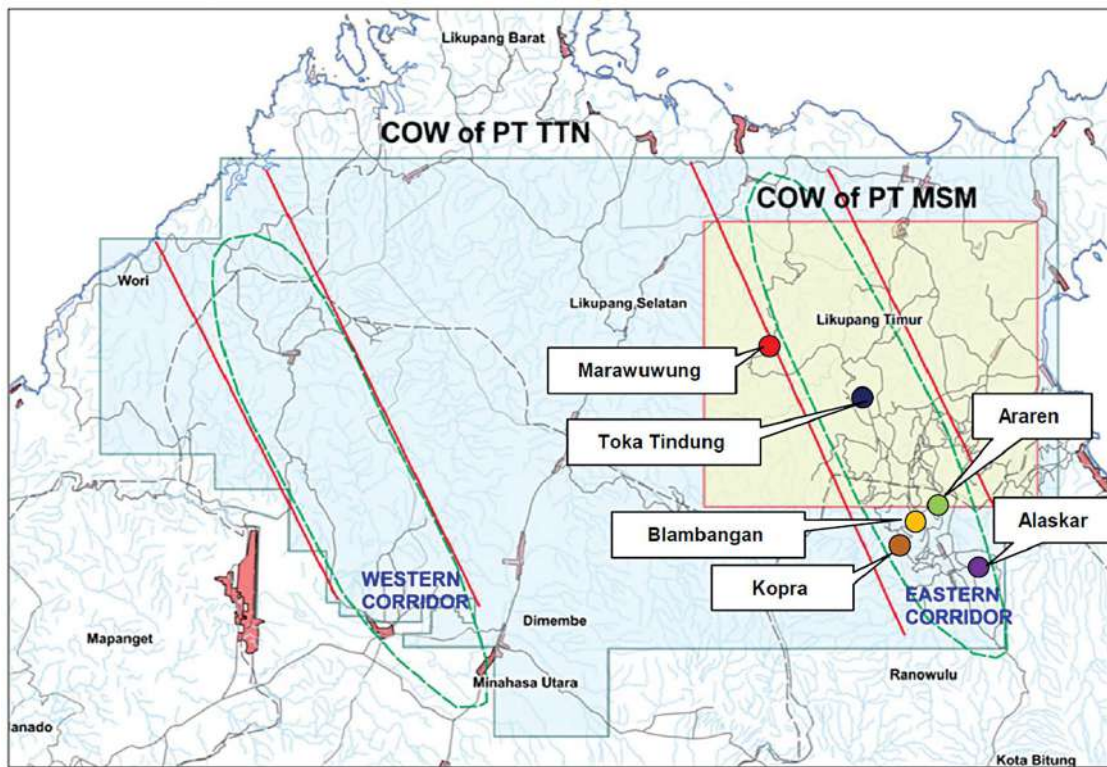 Likupang Barat
COW of PT TTN
COW of PT MSM
Wori
Likupang Selatan
Likupang Timur
Marawuwung
Toka Tindung
Araren
Blambangan
Alaskar
Kopra
WESTERN
CORRIDOR
EASTERN
CORRIDOR
Mapanget
Dimembe
Minahasa Utara
Ranowulu
anado
Kota Bitung